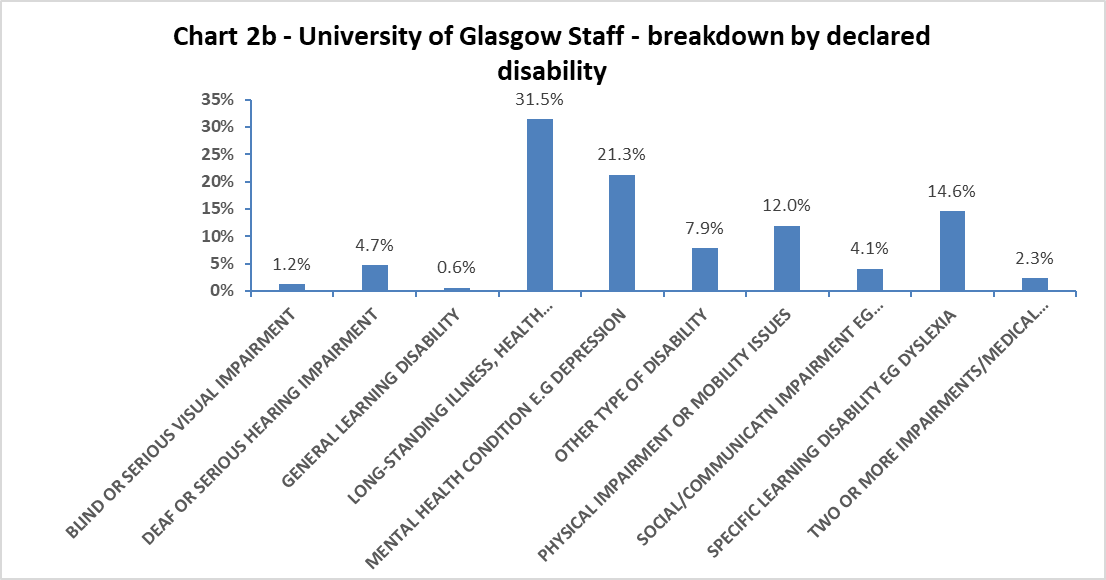 Chart 2b - University of Glasgow Staff - breakdown by declared
disability
35%
30%
25%
20%
15%
10%
5%
0%
1.2%
4.7%
0.6%
31.5%
21.3%
7.9%
12.0%
4.1%
14.6%
2.3%
BLIND OR SERIOUS VISUAL IMPAIRMENT
DEAF OR SERIOUS HEARING IMPAIRMENT
GENERAL LEARNING DISABILITY
LONG-STANDING ILLNESS, HEALTH...
MENTAL HEALTH CONDITION E.G DEPRESSION
OTHER TYPE OF DISABILITY
PHYSICAL IMPAIRMENT OR MOBILITY ISSUES
SOCIAL/COMMUNICATN IMPAIRMENT EG...
SPECIFIC LEARNING DISABILITY EG DYSLEXIA
TWO OR MORE IMPAIRMENTS/MEDICAL...